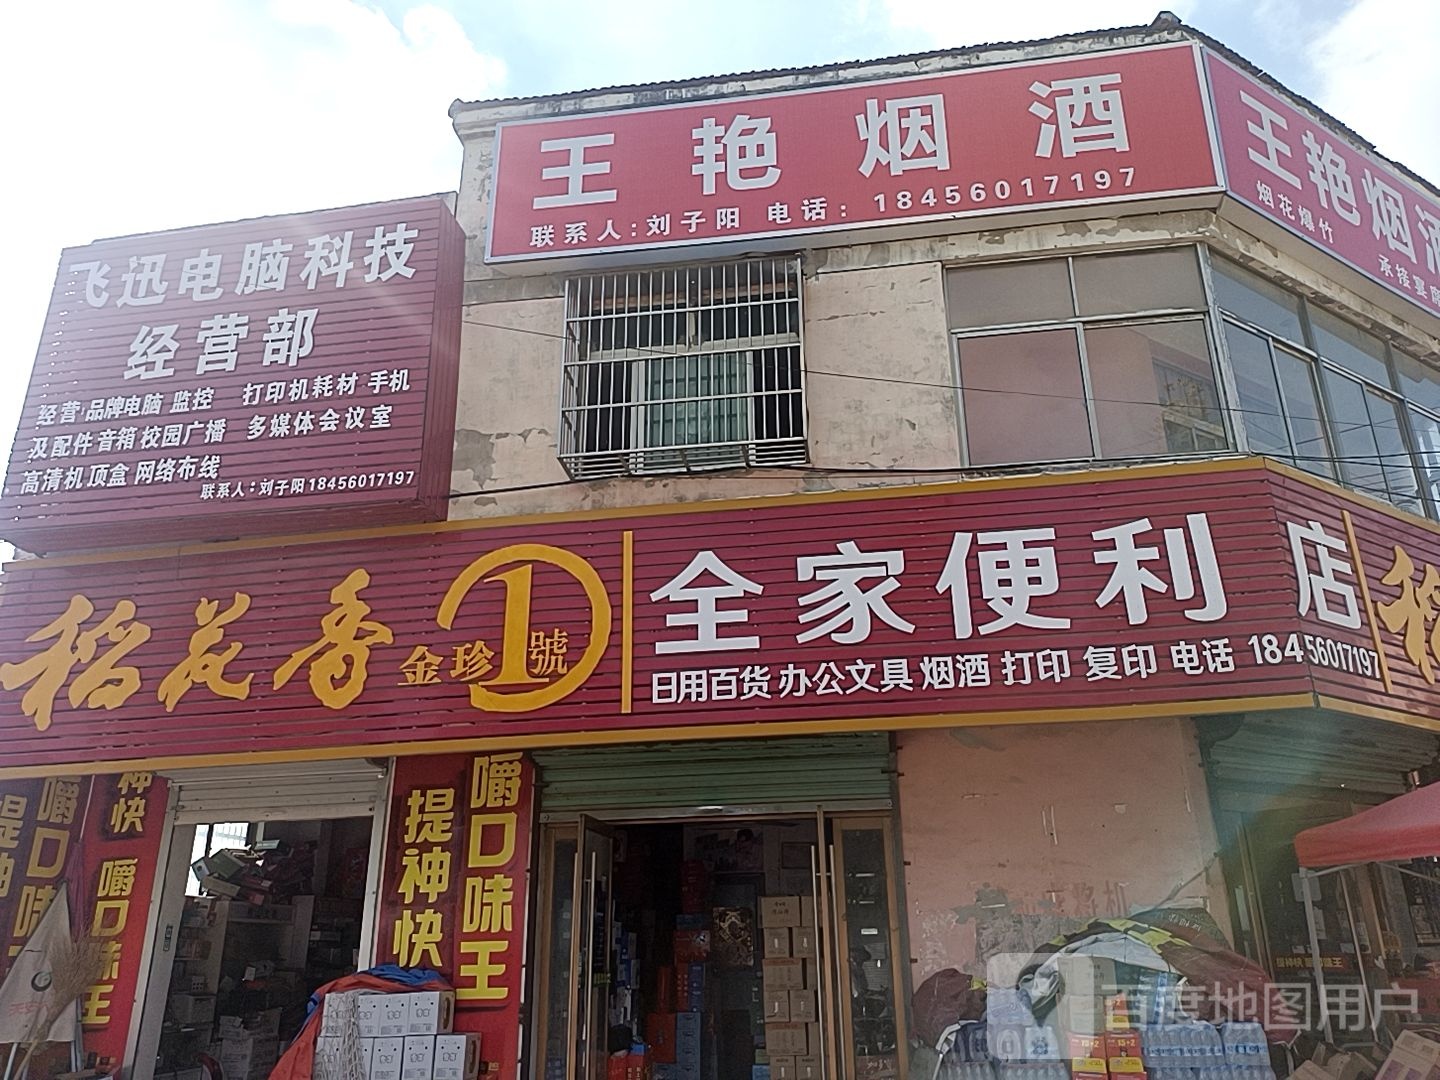 王艳烟酒
联系人:刘子阳 电话: 18456017197
王艳烟酒
烟花爆竹
承接宴席
飞迅电脑科技
经营部
经营:品牌电脑 监控 打印机耗材 手机
及配件 音箱 校园广播 多媒体会议室
高清机顶盒 网络布线
联系人:刘子阳18456017197
稻花香 金珍1號
全家便利店
日用百货 办公文具 烟酒 打印 复印 电话 18456017197
稻
提神
嚼口味
神快
嚼口味王
提神快
嚼口味王
百度地图用户